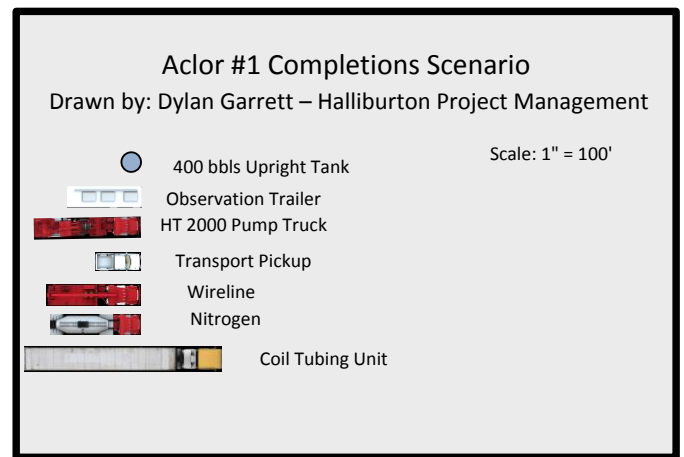 Aclor #1 Completions Scenario
Drawn by: Dylan Garrett – Halliburton Project Management
Scale: 1" = 100'
400 bbls Upright Tank
Observation Trailer
HT 2000 Pump Truck
Transport Pickup
Wireline
Nitrogen
Coil Tubing Unit